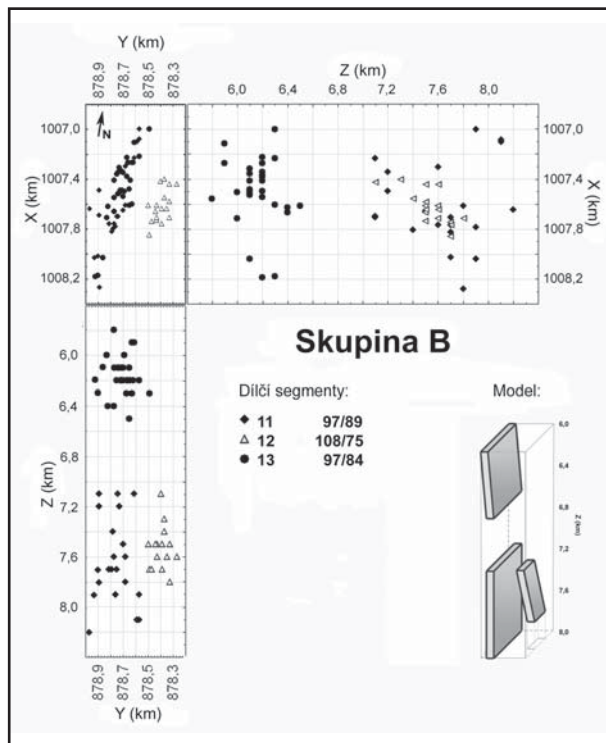 Y (km)
878,9 878,7 878,5 878,3
Z (km)
6,0 6,4 6,8 7,2 7,6 8,0
N
X (km)
1007,0
1007,4
1007,8
1008,2
1007,0
1007,4
1007,8
1008,2
X (km)
Z (km)
6,0
6,4
6,8
7,2
7,6
8,0
878,9 878,7 878,5 878,3
Y (km)
Skupina B
Dílčí segmenty:
11 97/89
12 108/75
13 97/84
Model:
6,0
6,4
6,8
7,2
7,6
8,0
Z (km)